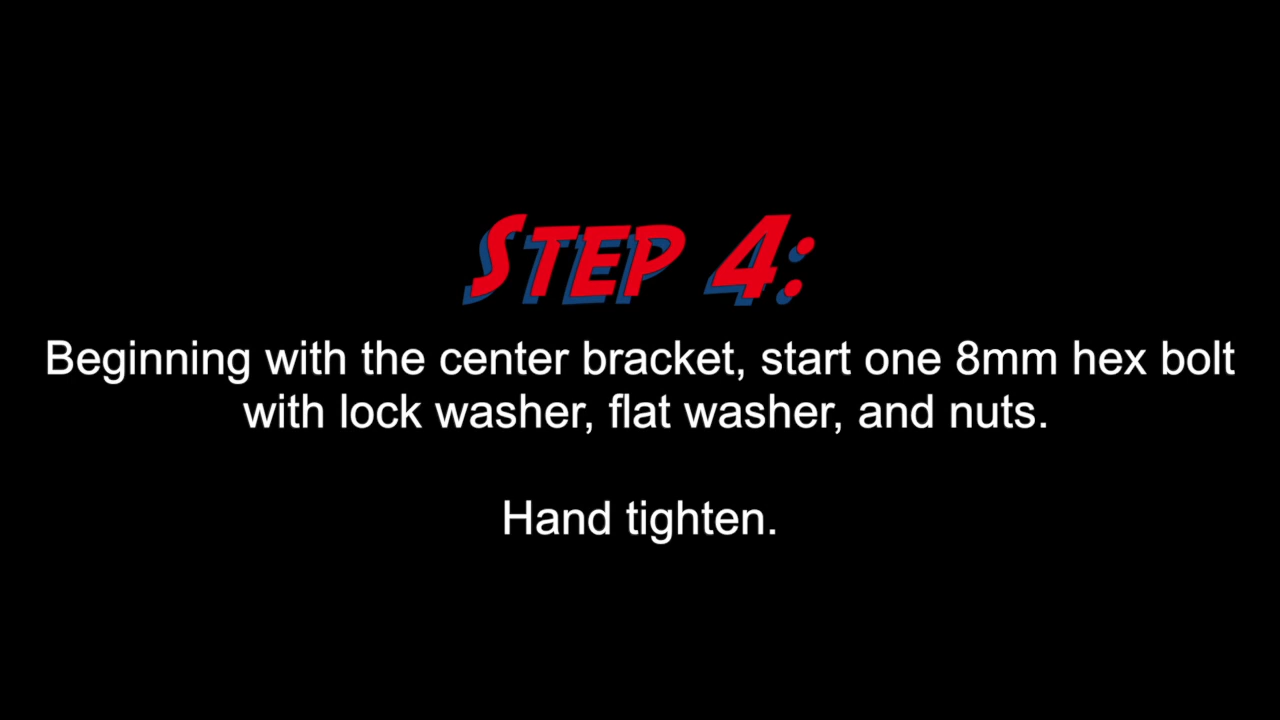 STEP 4:
Beginning with the center bracket, start one 8mm hex bolt
with lock washer, flat washer, and nuts.
Hand tighten.